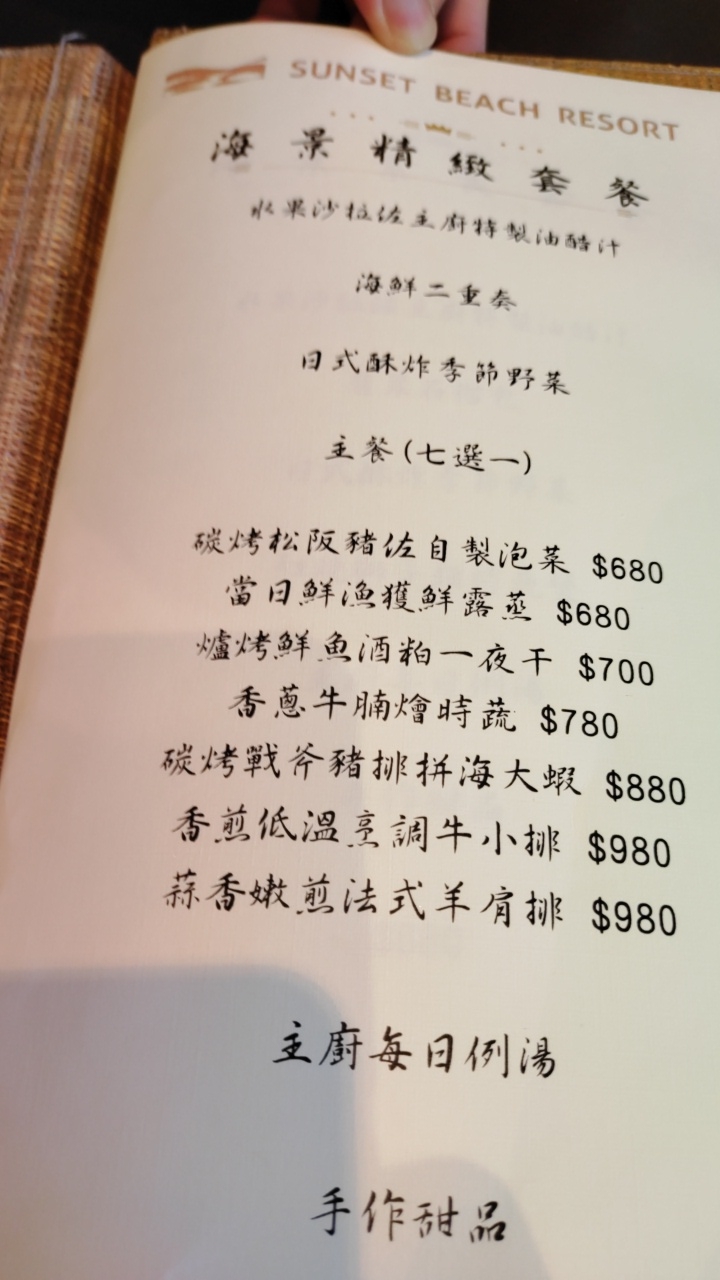 SUNSET BEACH RESORT
海景精緻套餐
水果沙拉佐主廚特製油醋汁
海鮮二重奏
日式酥炸季節野菜
主餐(七選一)
碳烤松阪豬佐自製泡菜 $680
當日鮮漁獲鮮露蒸 $680
爐烤鮮魚酒粕一夜干 $700
香蔥牛腩燴時蔬 $780
碳烤戰斧豬排拼海大蝦 $880
香煎低溫烹調牛小排 $980
蒜香嫩煎法式羊肩排 $980
主廚每日例湯
手作甜品